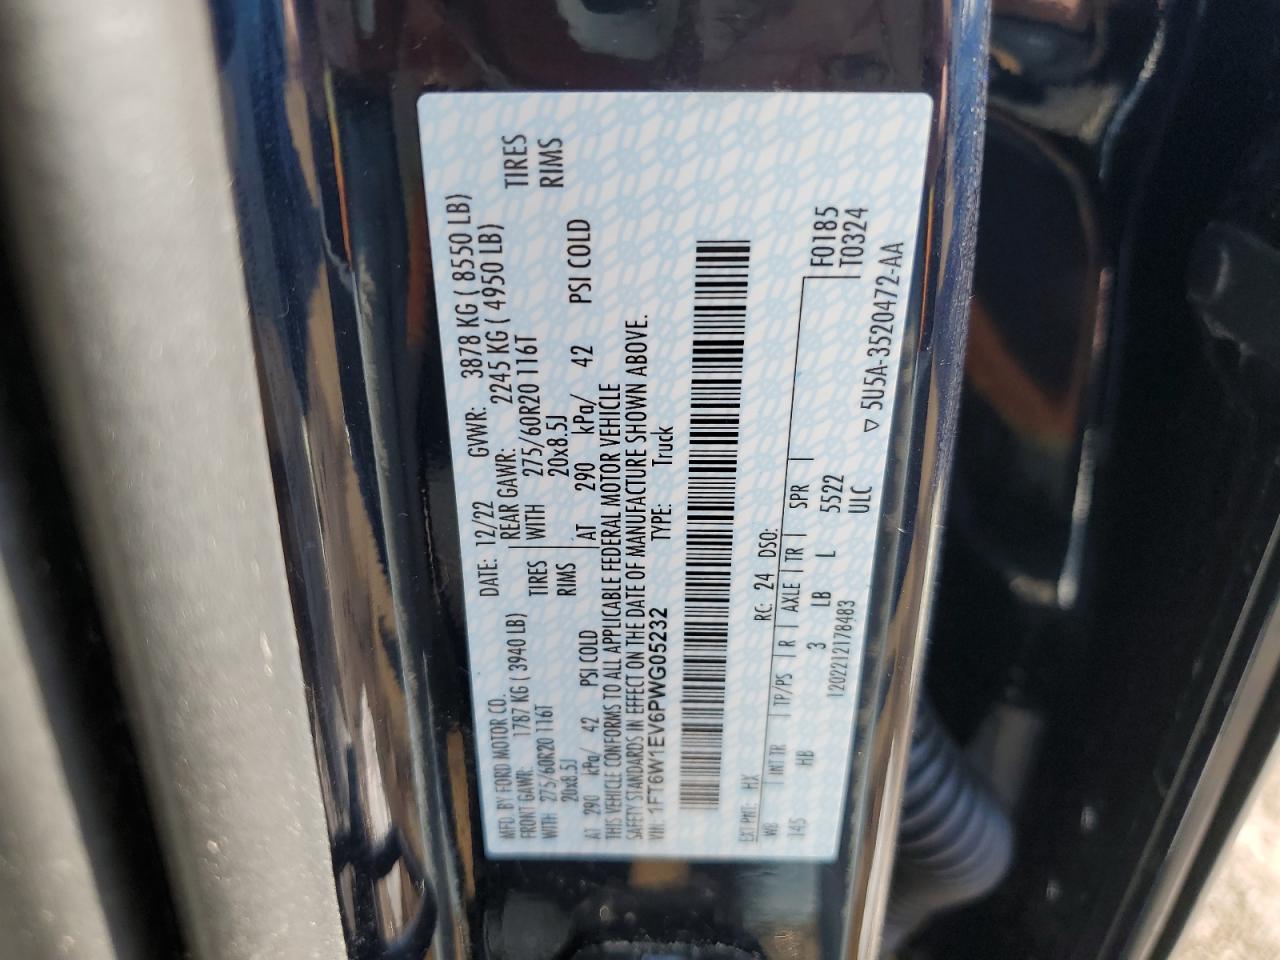 MFD. BY FORD MOTOR CO. DATE: 12/22 GVWR: 3878 KG ( 8550 LB)
FRONT GAWR: 1787 KG ( 3940 LB) REAR GAWR: 2245 KG ( 4950 LB)
WITH 275/60R20 116T TIRES WITH 275/60R20 116T TIRES
20x8.5J RIMS 20x8.5J RIMS
AT 290 kPa/ 42 PSI COLD AT 290 kPa/ 42 PSI COLD
THIS VEHICLE CONFORMS TO ALL APPLICABLE FEDERAL MOTOR VEHICLE
SAFETY STANDARDS IN EFFECT ON THE DATE OF MANUFACTURE SHOWN ABOVE.
VIN: 1FT6W1EV6PWG05232 TYPE: Truck
EXT PNT: HX RC: 24 DSO:
WB INT TR TP/PS R AXLE TR SPR F0185
145 HB 3 LB L 5522 T0324
1202212178483 ULC
▽ 5U5A-3520472-AA